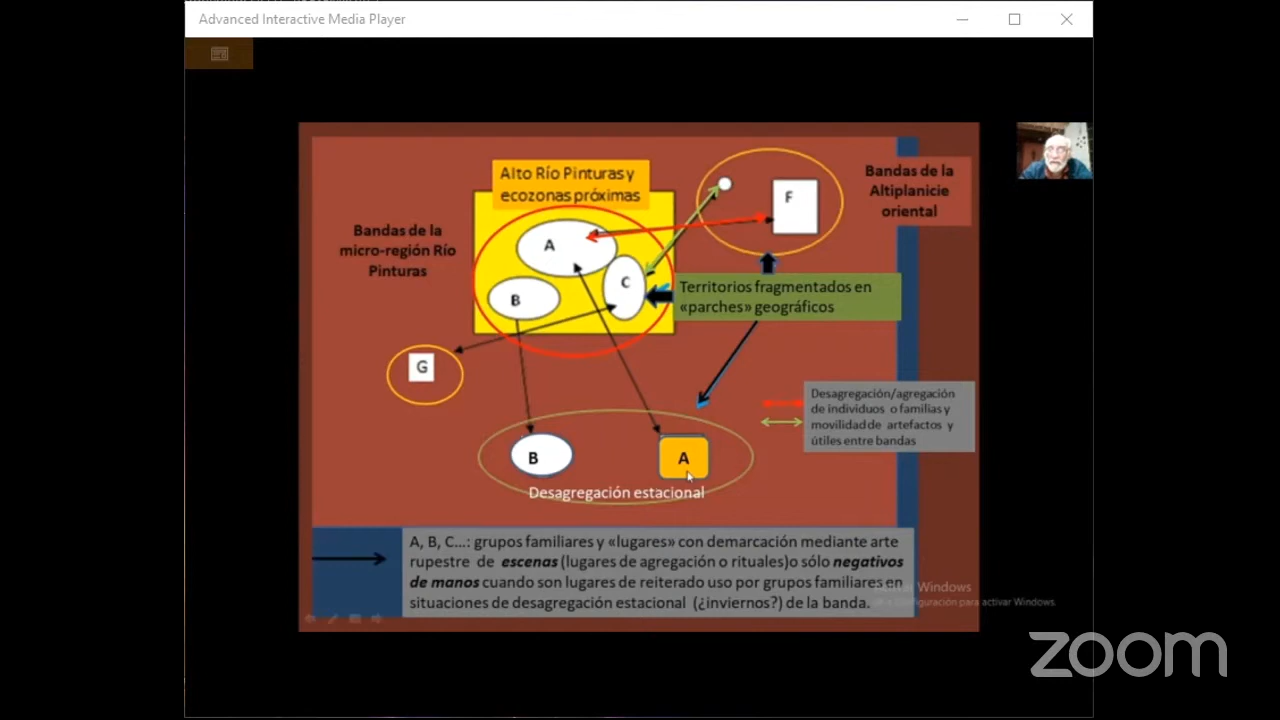 Advanced Interactive Media Player
Alto Río Pinturas y
ecozonas próximas
Bandas de la
Altiplanicie
oriental
Bandas de la
micro-región Río
Pinturas
F
A
C
B
Territorios fragmentados en
«parches» geográficos
G
Desagregación/agregación
de individuos o familias y
movilidad de artefactos y
útiles entre bandas
B
A
Desagregación estacional
A, B, C...: grupos familiares y «lugares» con demarcación mediante arte
rupestre de escenas (lugares de agregación o rituales)o sólo negativos
de manos cuando son lugares de reiterado uso por grupos familiares en
situaciones de desagregación estacional (¿inviernos?) de la banda.
Windows
configuración para activar Windows.
zoom